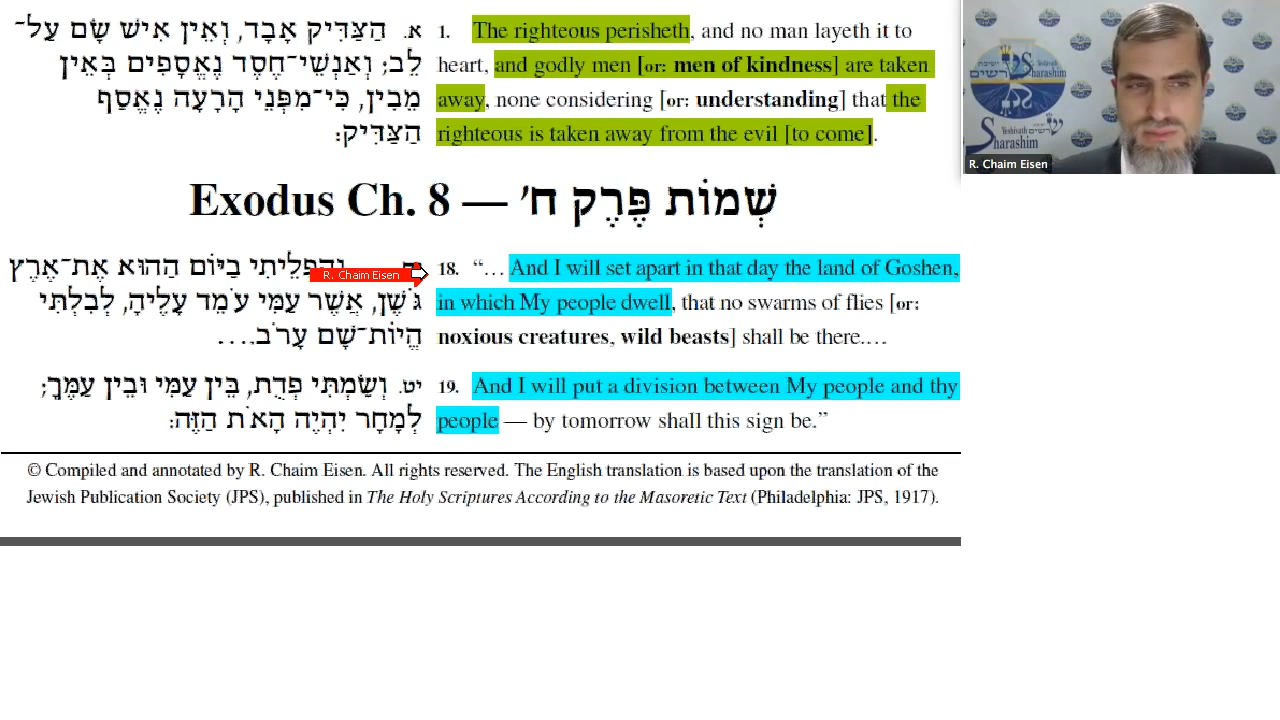 א. הַצַּדִּיק אָבָד, וְאֵין אִישׁ שָׂם עַל־
לֵב; וְאַנְשֵׁי־חֶסֶד נֶאֱסָפִים בְּאֵין
מֵבִין, כִּי־מִפְּנֵי הָרָעָה נֶאֱסַף
הַצַּדִּיק:
1. The righteous perisheth, and no man layeth it to
heart, and godly men [or: men of kindness] are taken
away, none considering [or: understanding] that the
righteous is taken away from the evil [to come].
Exodus Ch. 8 — שְׁמוֹת פֶּרֶק ח׳
בַיּוֹם הַהוּא אֶת־אֶרֶץ
גֹּשֶׁן, אֲשֶׁר עַמִּי עֹמֵד עָלֶיהָ, לְבִלְתִּי
הֱיוֹת־שָׁם עָרֹב....
18. “… And I will set apart in that day the land of Goshen,
in which My people dwell, that no swarms of flies [or:
noxious creatures, wild beasts] shall be there.…
יט. וְשַׂמְתִּי פְדֻת, בֵּין עַמִּי וּבֵין עַמֶּךָ;
לְמָחָר יִהְיֶה הָאֹת הַזֶּה:
19. And I will put a division between My people and thy
people — by tomorrow shall this sign be.”
© Compiled and annotated by R. Chaim Eisen. All rights reserved. The English translation is based upon the translation of the
Jewish Publication Society (JPS), published in The Holy Scriptures According to the Masoretic Text (Philadelphia: JPS, 1917).
R. Chaim Eisen
ישיבת
שרשים
Yeshivath
Sharashim
R. Chaim Eisen